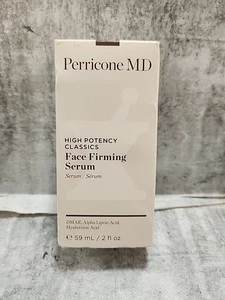 Perricone MD
HIGH POTENCY
CLASSICS
Face Firming
Serum
Serum / Sérum
DMAE, Alpha Lipoic Acid,
Hyaluronic Acid
℮ 59 mL / 2 fl oz